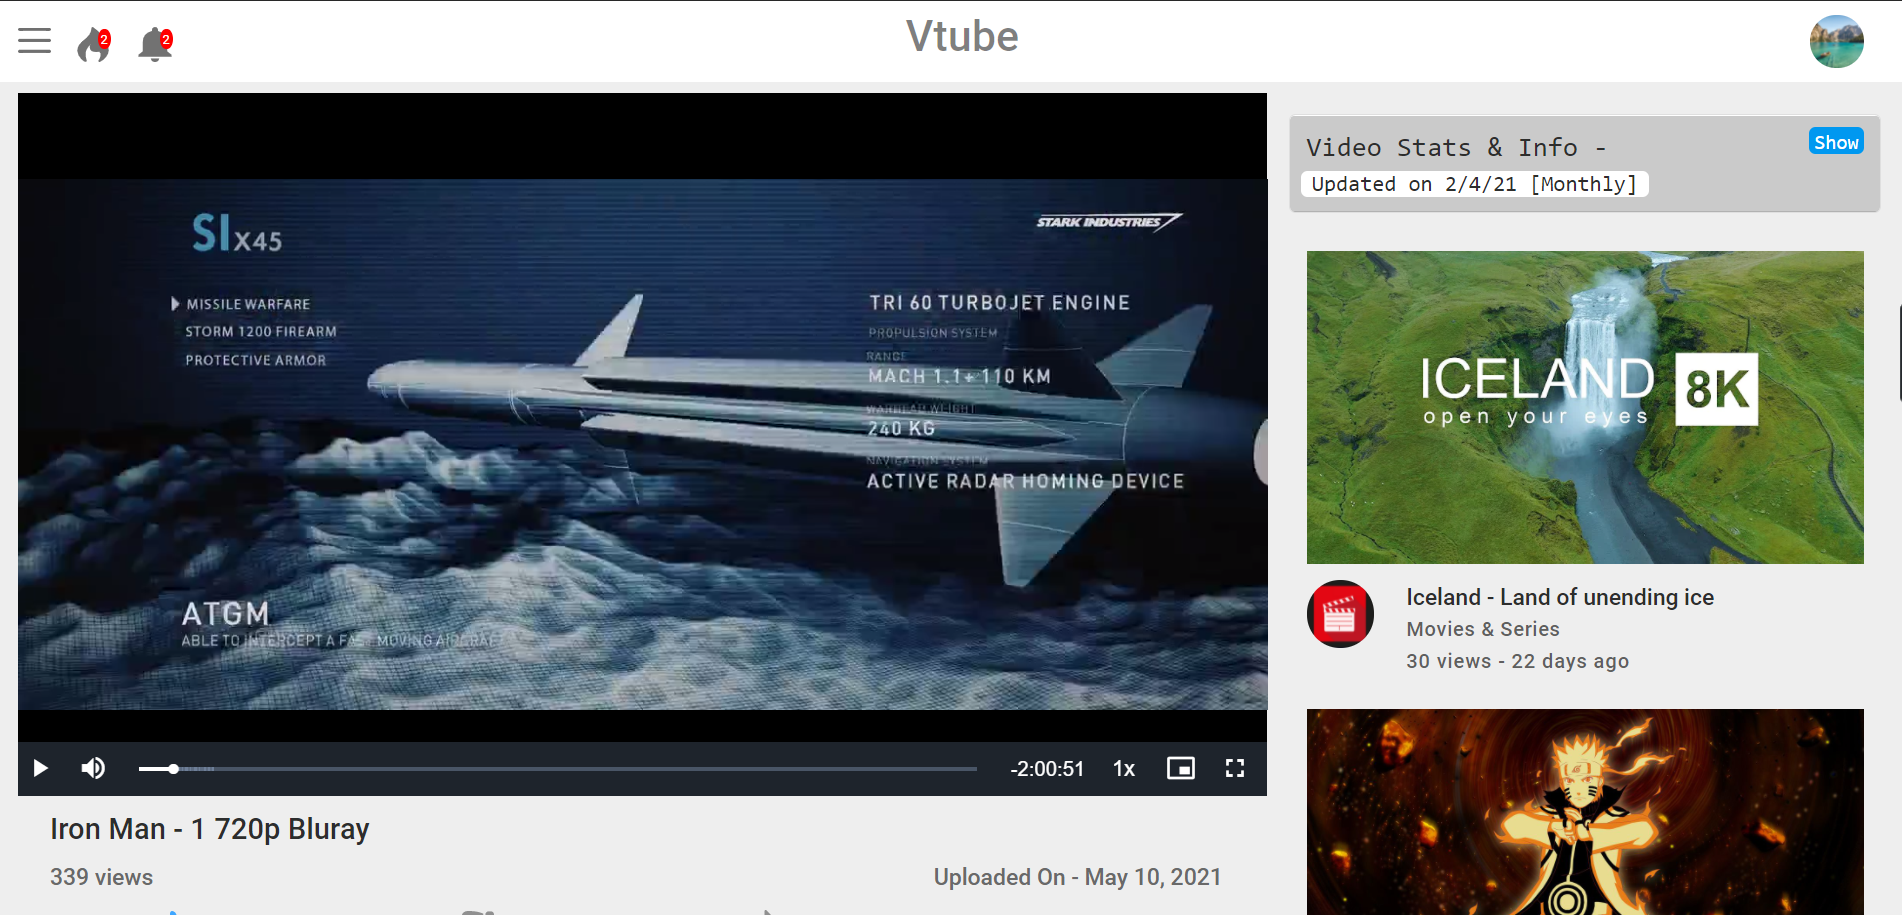 2
2
Vtube
SIX45
STARK INDUSTRIES
MISSILE WARFARE
STORM 1200 FIREARM
PROTECTIVE ARMOR
TRI 60 TURBOJET ENGINE
PROPULSION SYSTEM
RANGE
MACH 1.1+ 110 KM
WARHEAD WEIGHT
240 KG
NAVIGATION SYSTEM
ACTIVE RADAR HOMING DEVICE
ATGM
ABLE TO INTERCEPT A FAST MOVING AIRCRAFT
-2:00:51
1x
Iron Man - 1 720p Bluray
339 views
Uploaded On - May 10, 2021
Video Stats & Info -
Show
Updated on 2/4/21 [Monthly]
ICELAND 8K
open your eyes
Iceland - Land of unending ice
Movies & Series
30 views - 22 days ago